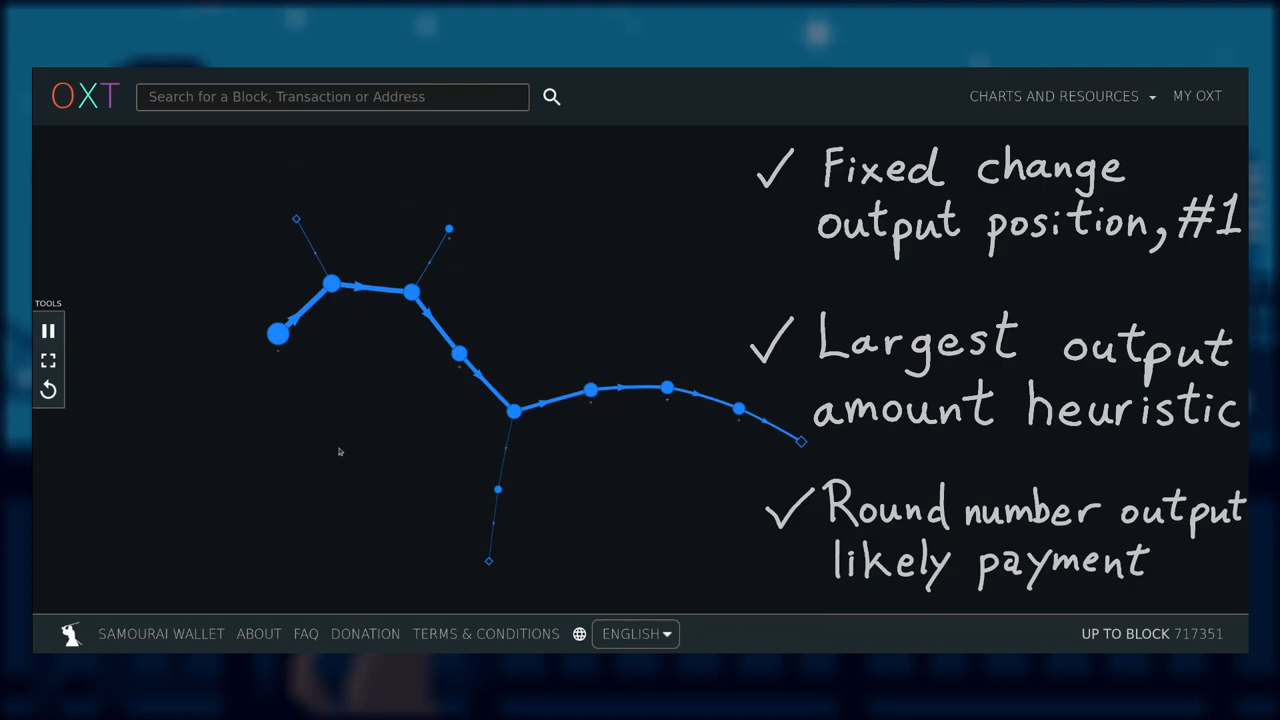 OXT
Search for a Block, Transaction or Address
CHARTS AND RESOURCES
MY OXT
TOOLS
✓ Fixed change
output position, #1
✓ Largest output
amount heuristic
✓ Round number output
likely payment
SAMOURAI WALLET
ABOUT
FAQ
DONATION
TERMS & CONDITIONS
ENGLISH
UP TO BLOCK 717351